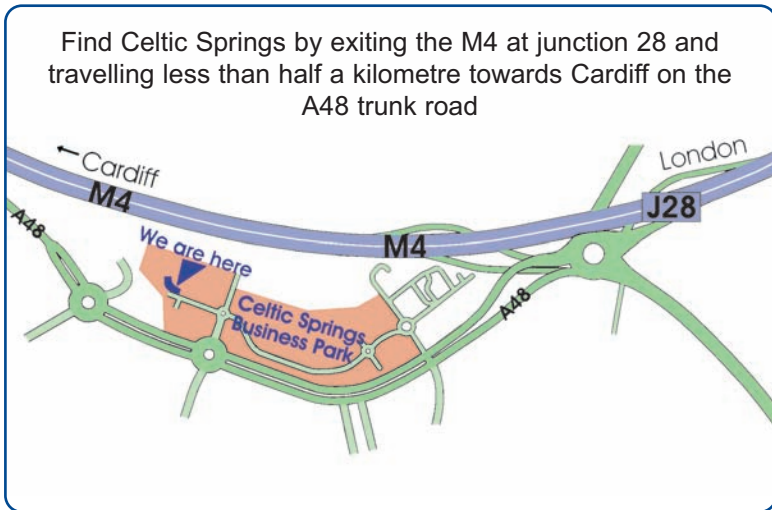 Find Celtic Springs by exiting the M4 at junction 28 and
travelling less than half a kilometre towards Cardiff on the
A48 trunk road
Cardiff
London
M4
J28
A48
We are here
M4
A48
Celtic Springs
Business Park